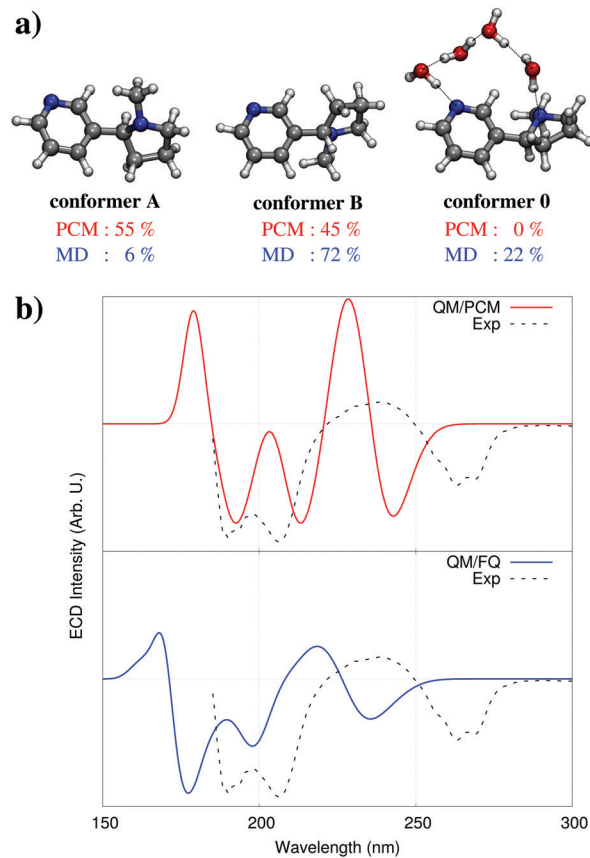 a)
conformer A
PCM : 55 %
MD : 6 %
conformer B
PCM : 45 %
MD : 72 %
conformer 0
PCM : 0 %
MD : 22 %
b)
QM/PCM
Exp
QM/FQ
Exp
ECD Intensity (Arb. U.)
150 200 250 300
Wavelength (nm)